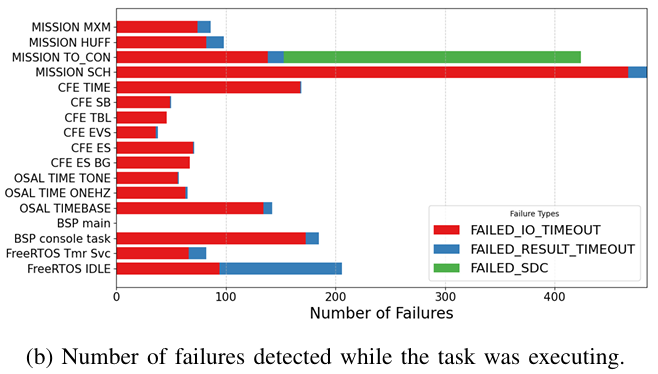 MISSION MXM
MISSION HUFF
MISSION TO_CON
MISSION SCH
CFE TIME
CFE SB
CFE TBL
CFE EVS
CFE ES
CFE ES BG
OSAL TIME TONE
OSAL TIME ONEHZ
OSAL TIMEBASE
BSP main
BSP console task
FreeRTOS Tmr Svc
FreeRTOS IDLE
Failure Types
FAILED_IO_TIMEOUT
FAILED_RESULT_TIMEOUT
FAILED_SDC
0 100 200 300 400
Number of Failures
(b) Number of failures detected while the task was executing.